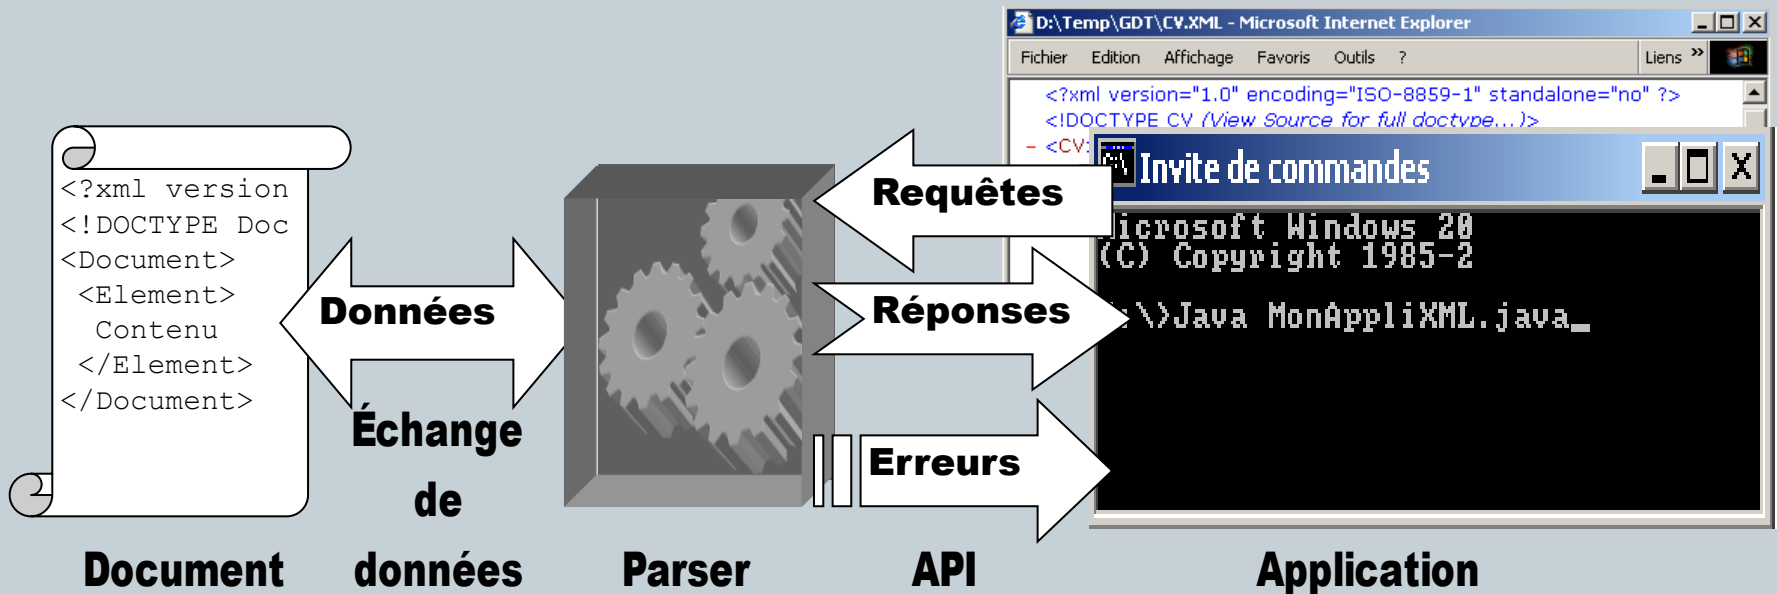 D:\Temp\GDT\CV.XML - Microsoft Internet Explorer
Fichier Edition Affichage Favoris Outils ? Liens »
<?xml version="1.0" encoding="ISO-8859-1" standalone="no" ?>
<!DOCTYPE CV (View Source for full doctype...)>
- <CV
Invite de commandes
Microsoft Windows 20
(C) Copyright 1985-2
:\>Java MonAppliXML.java_
<?xml version
<!DOCTYPE Doc
<Document>
<Element>
Contenu
</Element>
</Document>
Données
Requêtes
Réponses
Erreurs
Document
Échange
de
données
Parser
API
Application